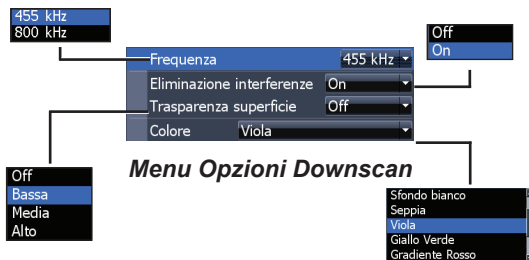 455 kHz
800 kHz
Off
On
Frequenza 455 kHz
Eliminazione interferenze On
Trasparenza superficie Off
Colore Viola
Menu Opzioni Downscan
Off
Bassa
Media
Alto
Sfondo bianco
Seppia
Viola
Giallo Verde
Gradiente Rosso